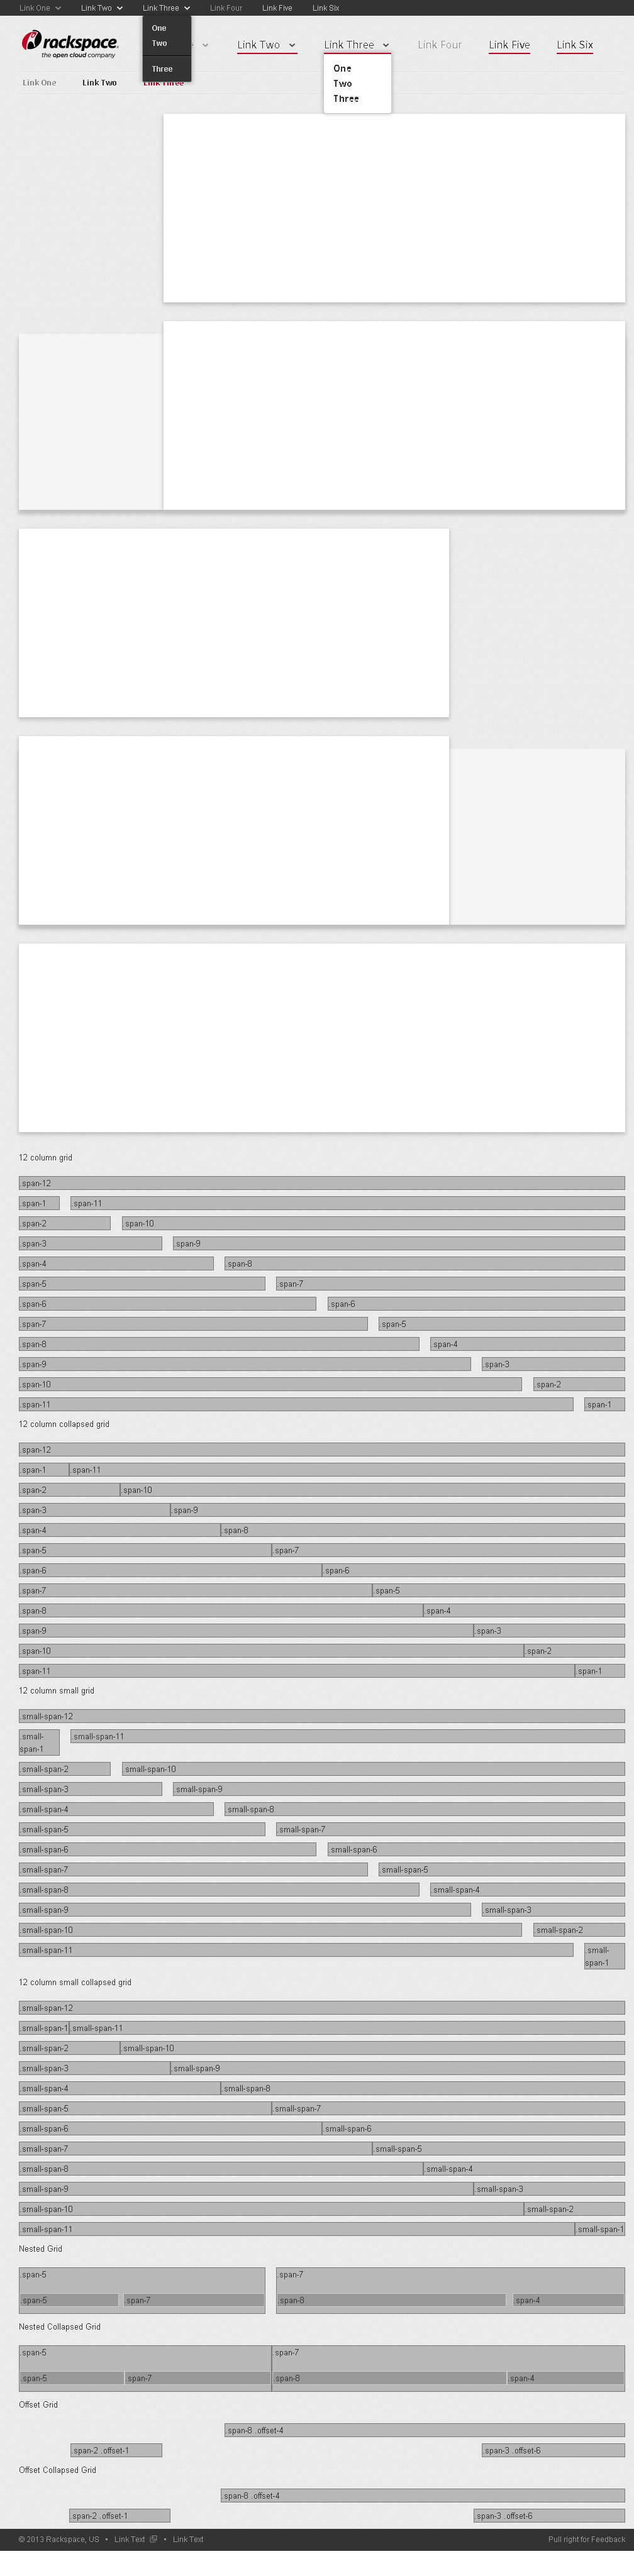 Link One Link Two Link Three Link Four Link Five Link Six
One
Two
Three
rackspace.
the open cloud company
Link Two Link Three Link Four Link Five Link Six
One
Two
Three
Link One Link Two Link Three
12 column grid
.span-12
.span-1 .span-11
.span-2 .span-10
.span-3 .span-9
.span-4 .span-8
.span-5 .span-7
.span-6 .span-6
.span-7 .span-5
.span-8 .span-4
.span-9 .span-3
.span-10 .span-2
.span-11 .span-1
12 column collapsed grid
.span-12
.span-1 .span-11
.span-2 .span-10
.span-3 .span-9
.span-4 .span-8
.span-5 .span-7
.span-6 .span-6
.span-7 .span-5
.span-8 .span-4
.span-9 .span-3
.span-10 .span-2
.span-11 .span-1
12 column small grid
.small-span-12
.small-span-1 .small-span-11
.small-span-2 .small-span-10
.small-span-3 .small-span-9
.small-span-4 .small-span-8
.small-span-5 .small-span-7
.small-span-6 .small-span-6
.small-span-7 .small-span-5
.small-span-8 .small-span-4
.small-span-9 .small-span-3
.small-span-10 .small-span-2
.small-span-11 .small-span-1
12 column small collapsed grid
.small-span-12
.small-span-1 .small-span-11
.small-span-2 .small-span-10
.small-span-3 .small-span-9
.small-span-4 .small-span-8
.small-span-5 .small-span-7
.small-span-6 .small-span-6
.small-span-7 .small-span-5
.small-span-8 .small-span-4
.small-span-9 .small-span-3
.small-span-10 .small-span-2
.small-span-11 .small-span-1
Nested Grid
.span-5 .span-7
.span-5 .span-7 .span-8 .span-4
Nested Collapsed Grid
.span-5 .span-7
.span-5 .span-7 .span-8 .span-4
Offset Grid
.span-8 .offset-4
.span-2 .offset-1 .span-3 .offset-6
Offset Collapsed Grid
.span-8 .offset-4
.span-2 .offset-1 .span-3 .offset-6
© 2013 Rackspace, US • Link Text • Link Text Pull right for Feedback